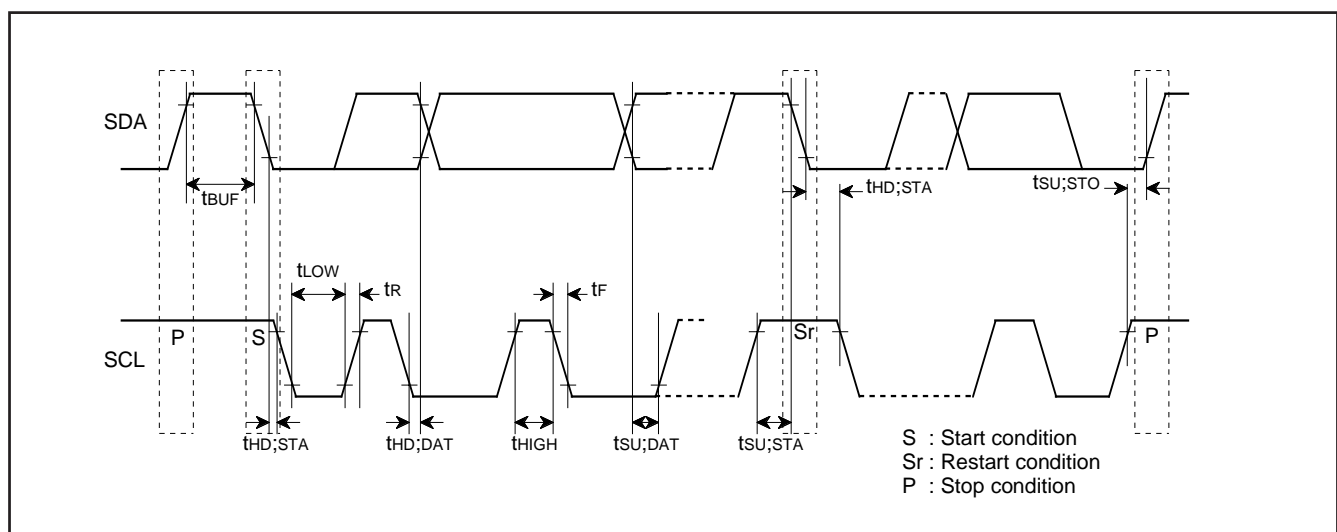 SDA
tBUF
tHD;STA
tSU;STO
tLOW
tR
tF
P
S
Sr
P
SCL
tHD;STA
tHD;DAT
tHIGH
tSU;DAT
tSU;STA
S : Start condition
Sr : Restart condition
P : Stop condition